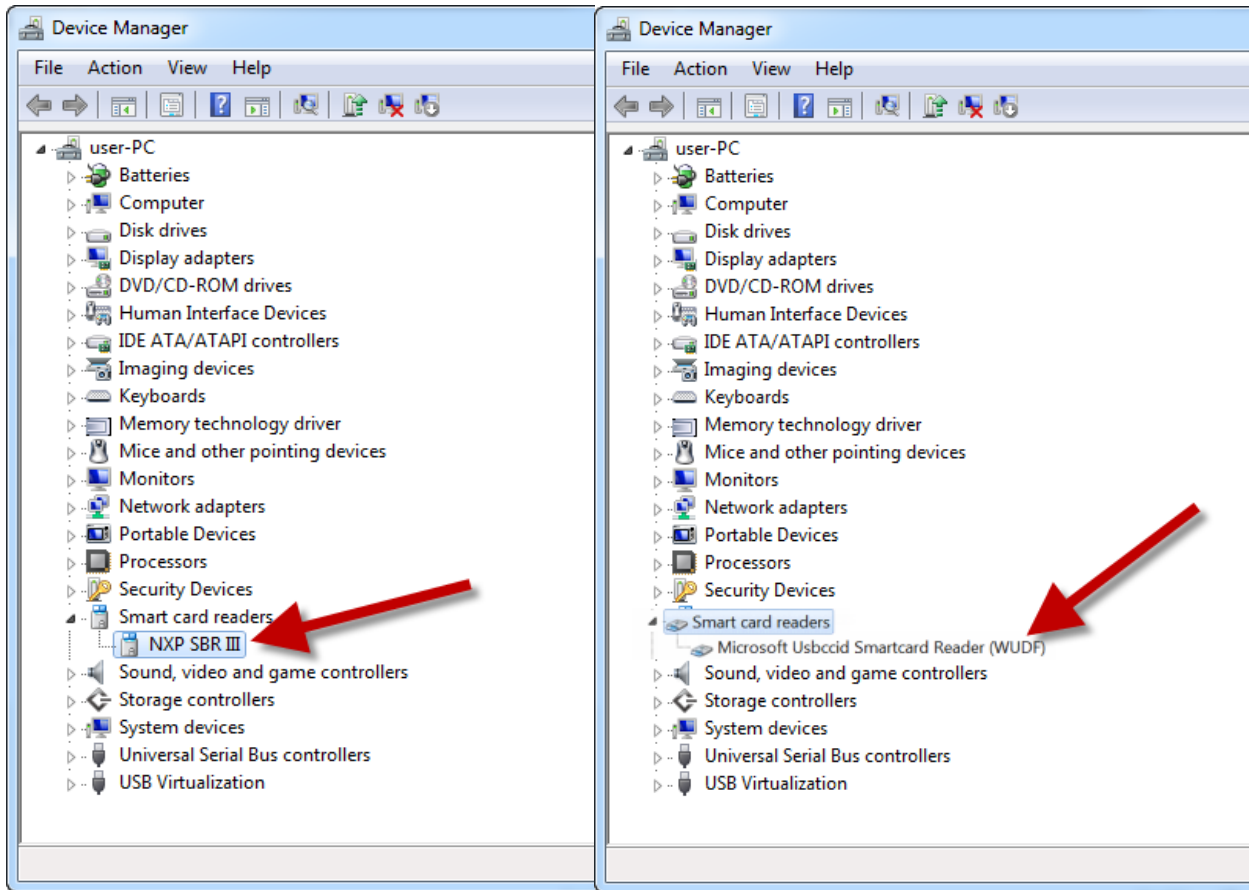 Device Manager
File Action View Help
user-PC
Batteries
Computer
Disk drives
Display adapters
DVD/CD-ROM drives
Human Interface Devices
IDE ATA/ATAPI controllers
Imaging devices
Keyboards
Memory technology driver
Mice and other pointing devices
Monitors
Network adapters
Portable Devices
Processors
Security Devices
Smart card readers
NXP SBR III
Sound, video and game controllers
Storage controllers
System devices
Universal Serial Bus controllers
USB Virtualization
Device Manager
File Action View Help
user-PC
Batteries
Computer
Disk drives
Display adapters
DVD/CD-ROM drives
Human Interface Devices
IDE ATA/ATAPI controllers
Imaging devices
Keyboards
Memory technology driver
Mice and other pointing devices
Monitors
Network adapters
Portable Devices
Processors
Security Devices
Smart card readers
Microsoft Usbccid Smartcard Reader (WUDF)
Sound, video and game controllers
Storage controllers
System devices
Universal Serial Bus controllers
USB Virtualization